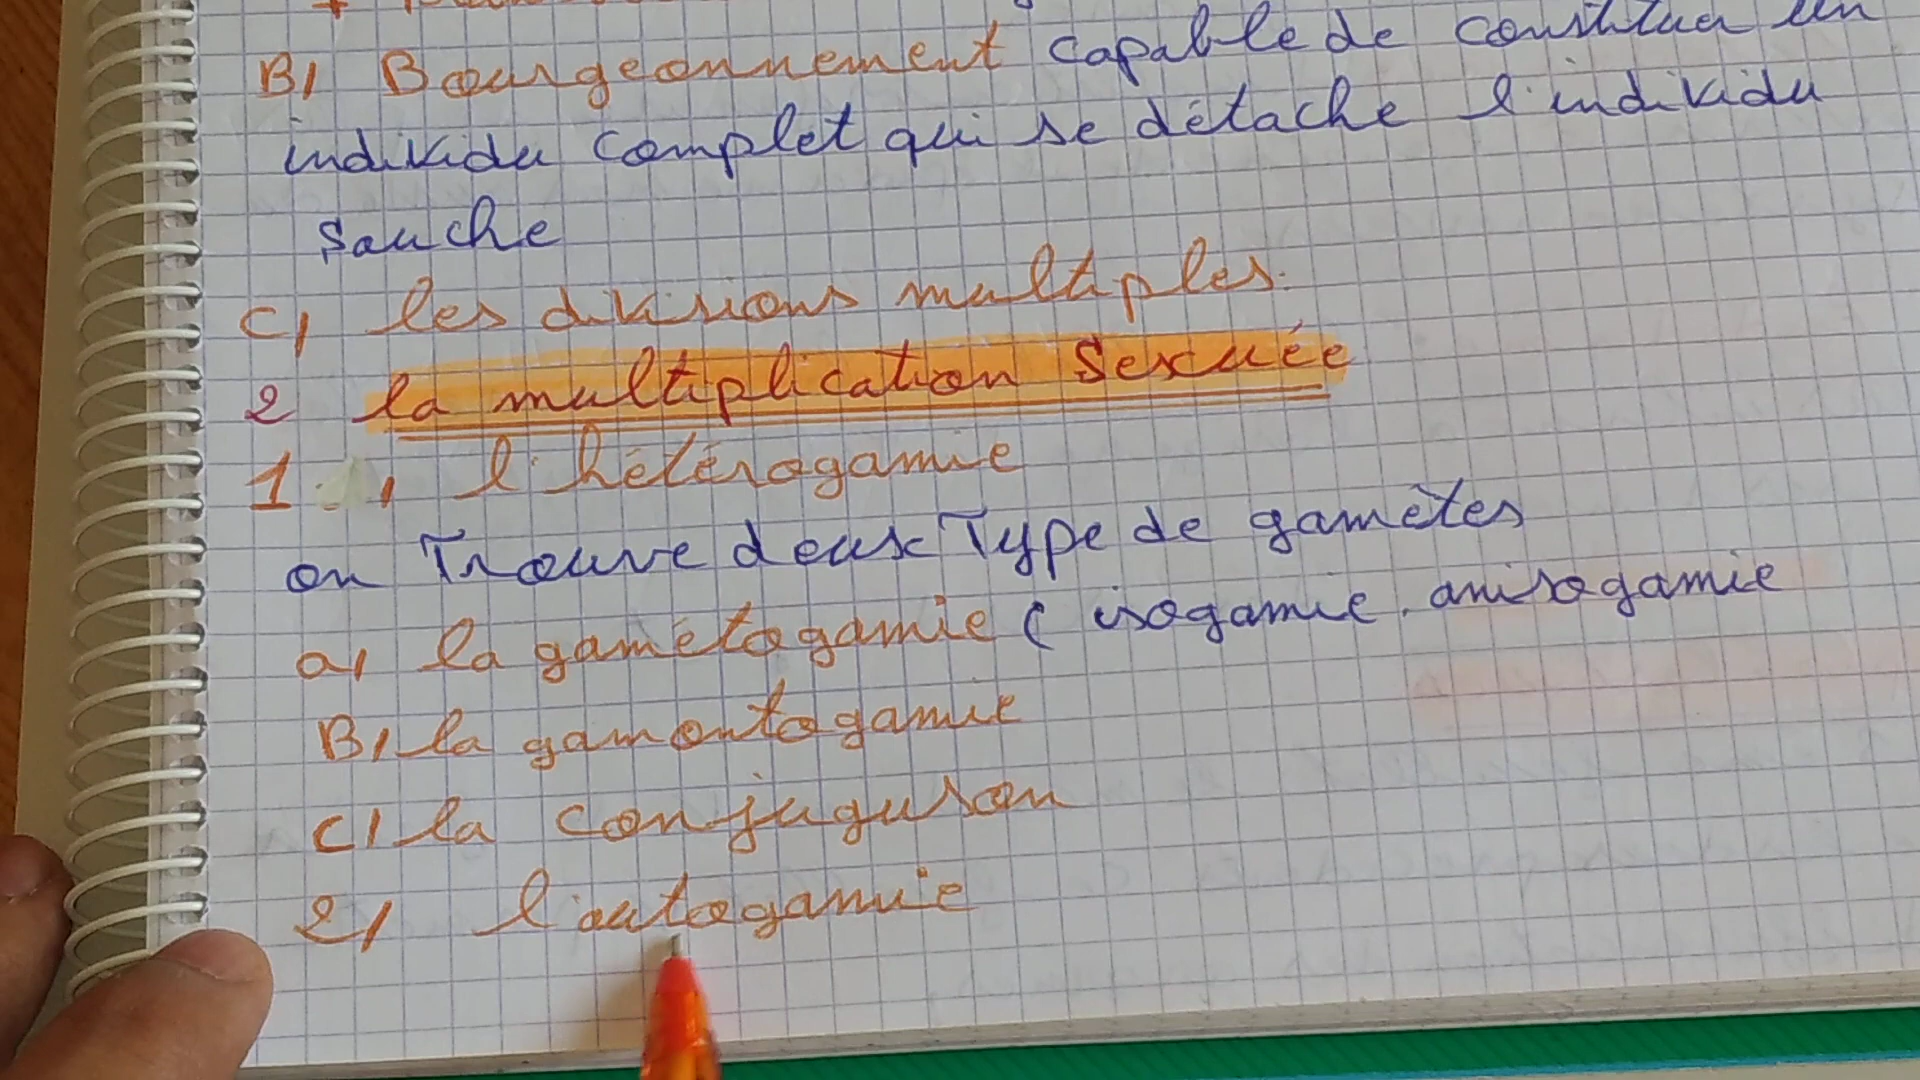 B) Bourgeonnement capable de constituer un
individu complet qui se détache l'individu
souche
C) les divisions multiples.
2 la multiplication Sexuée
1 , l'hétérogamie
on Trouve deux Type de gamètes
a) la gamétogamie ( isogamie. anisogamie
B) la gamontogamie
C) la conjuguison
2) l'autogamie